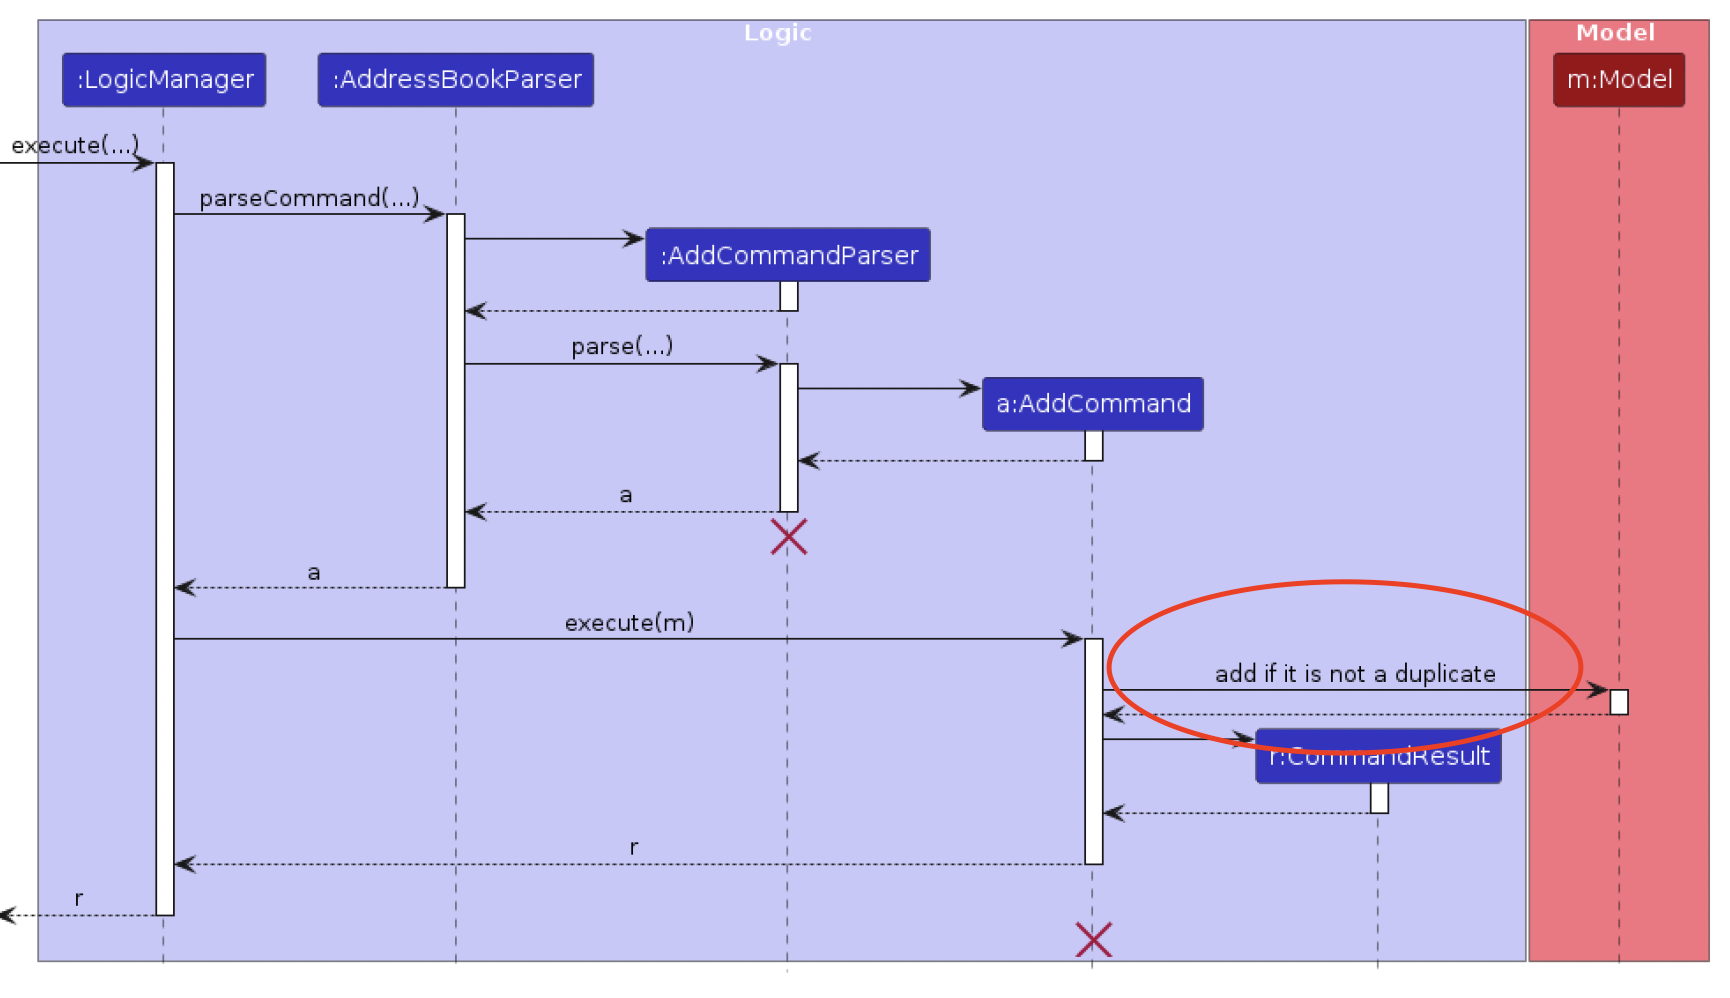 Logic
Model
:LogicManager
:AddressBookParser
m:Model
execute(...)
parseCommand(...)
:AddCommandParser
parse(...)
a:AddCommand
a
a
execute(m)
add if it is not a duplicate
r:CommandResult
r
r